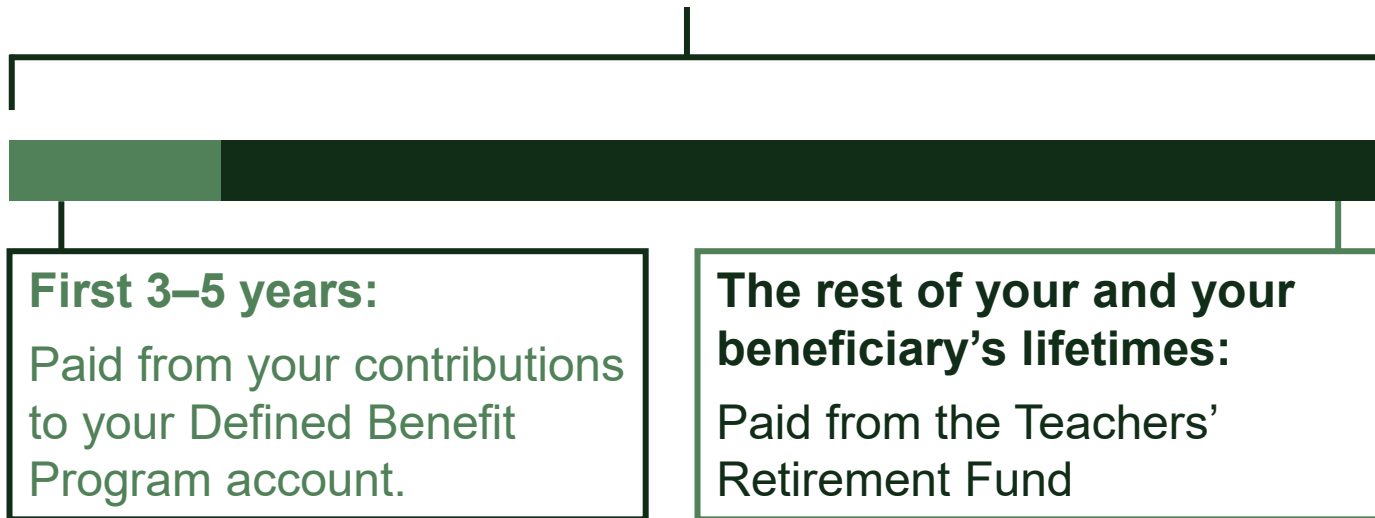 First 3–5 years:
Paid from your contributions
to your Defined Benefit
Program account.
The rest of your and your
beneficiary’s lifetimes:
Paid from the Teachers’
Retirement Fund